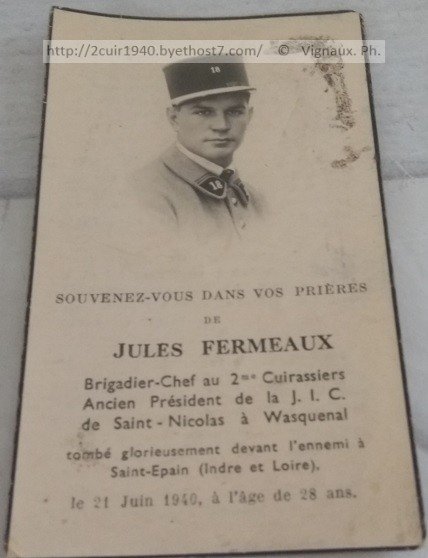 http://2cuir1940.byethost7.com/ © Vignaux. Ph.
18
18
SOUVENEZ-VOUS DANS VOS PRIÈRES
DE
JULES FERMEAUX
Brigadier-Chef au 2me Cuirassiers
Ancien Président de la J. I. C.
de Saint-Nicolas à Wasquenal
tombé glorieusement devant l'ennemi à
Saint-Epain (Indre et Loire),
le 21 Juin 1940, à l'âge de 28 ans.